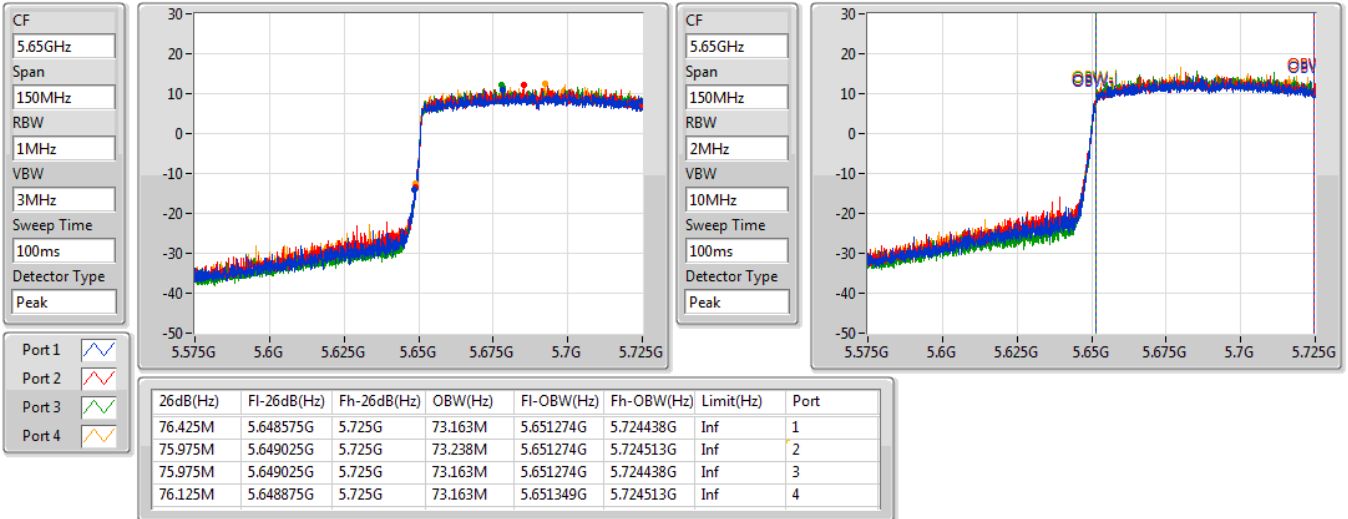 CF
5.65GHz
Span
150MHz
RBW
1MHz
VBW
3MHz
Sweep Time
100ms
Detector Type
Peak
30
20
10
0
-10
-20
-30
-40
-50
5.575G 5.6G 5.625G 5.65G 5.675G 5.7G 5.725G
CF
5.65GHz
Span
150MHz
RBW
2MHz
VBW
10MHz
Sweep Time
100ms
Detector Type
Peak
30
20
10
0
-10
-20
-30
-40
-50
OBW
OBW
5.575G 5.6G 5.625G 5.65G 5.675G 5.7G 5.725G
Port 1
Port 2
Port 3
Port 4
26dB(Hz) Fl-26dB(Hz) Fh-26dB(Hz) OBW(Hz) Fl-OBW(Hz) Fh-OBW(Hz) Limit(Hz) Port
76.425M 5.648575G 5.725G 73.163M 5.651274G 5.724438G Inf 1
75.975M 5.649025G 5.725G 73.238M 5.651274G 5.724513G Inf 2
75.975M 5.649025G 5.725G 73.163M 5.651274G 5.724438G Inf 3
76.125M 5.648875G 5.725G 73.163M 5.651349G 5.724513G Inf 4